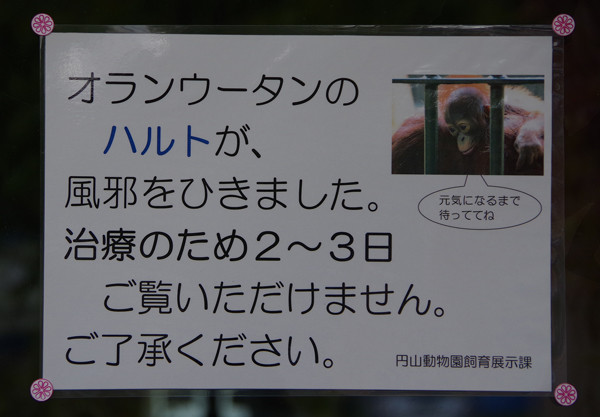 オランウータンの
ハルトが、
風邪をひきました。
治療のため２～３日
ご覧いただけません。
ご了承ください。
元気になるまで
待っててね
円山動物園飼育展示課